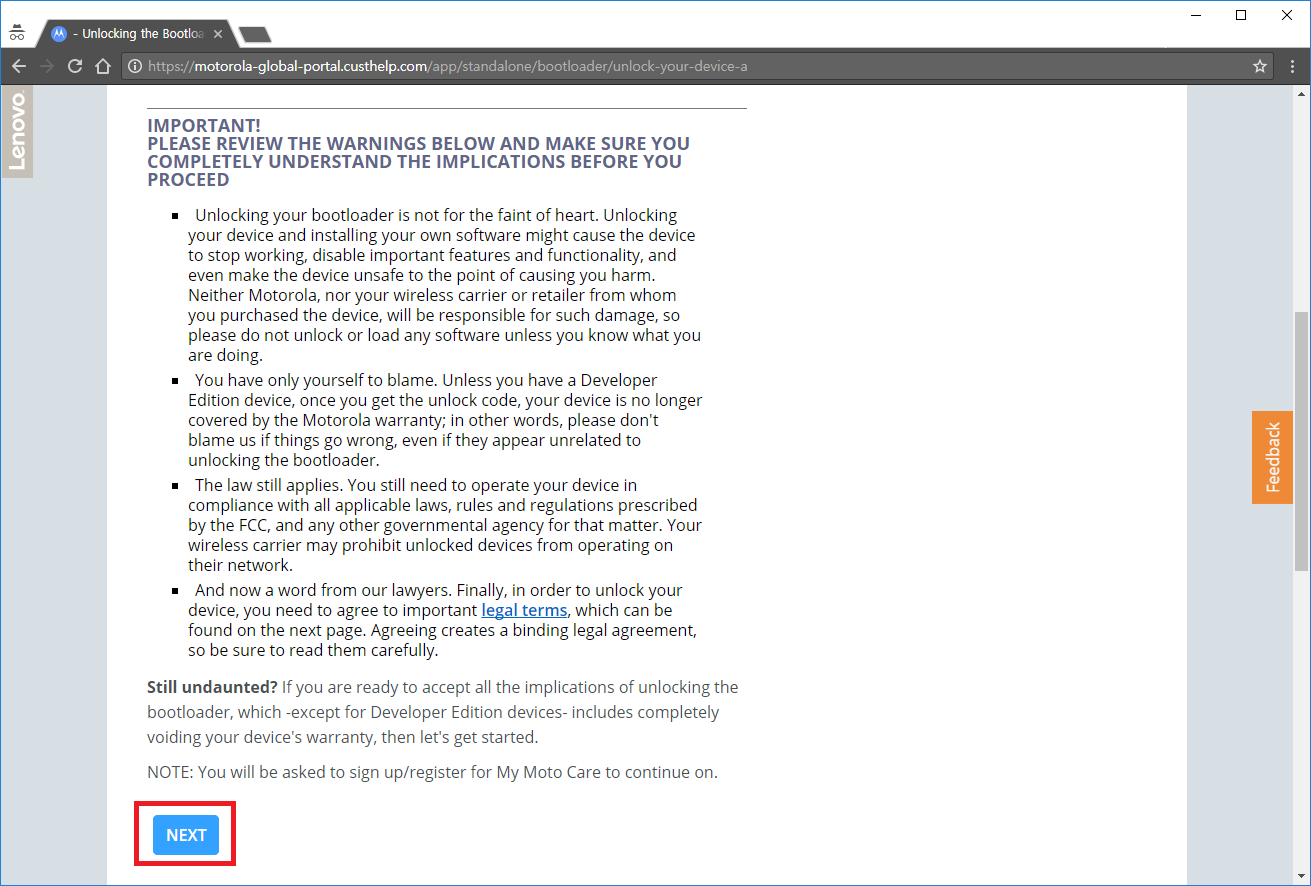 - Unlocking the Bootloa
https://motorola-global-portal.custhelp.com/app/standalone/bootloader/unlock-your-device-a
Lenovo
IMPORTANT!
PLEASE REVIEW THE WARNINGS BELOW AND MAKE SURE YOU
COMPLETELY UNDERSTAND THE IMPLICATIONS BEFORE YOU
PROCEED
Unlocking your bootloader is not for the faint of heart. Unlocking
your device and installing your own software might cause the device
to stop working, disable important features and functionality, and
even make the device unsafe to the point of causing you harm.
Neither Motorola, nor your wireless carrier or retailer from whom
you purchased the device, will be responsible for such damage, so
please do not unlock or load any software unless you know what you
are doing.
You have only yourself to blame. Unless you have a Developer
Edition device, once you get the unlock code, your device is no longer
covered by the Motorola warranty; in other words, please don't
blame us if things go wrong, even if they appear unrelated to
unlocking the bootloader.
The law still applies. You still need to operate your device in
compliance with all applicable laws, rules and regulations prescribed
by the FCC, and any other governmental agency for that matter. Your
wireless carrier may prohibit unlocked devices from operating on
their network.
And now a word from our lawyers. Finally, in order to unlock your
device, you need to agree to important legal terms, which can be
found on the next page. Agreeing creates a binding legal agreement,
so be sure to read them carefully.
Still undaunted? If you are ready to accept all the implications of unlocking the
bootloader, which -except for Developer Edition devices- includes completely
voiding your device's warranty, then let's get started.
NOTE: You will be asked to sign up/register for My Moto Care to continue on.
NEXT
Feedback